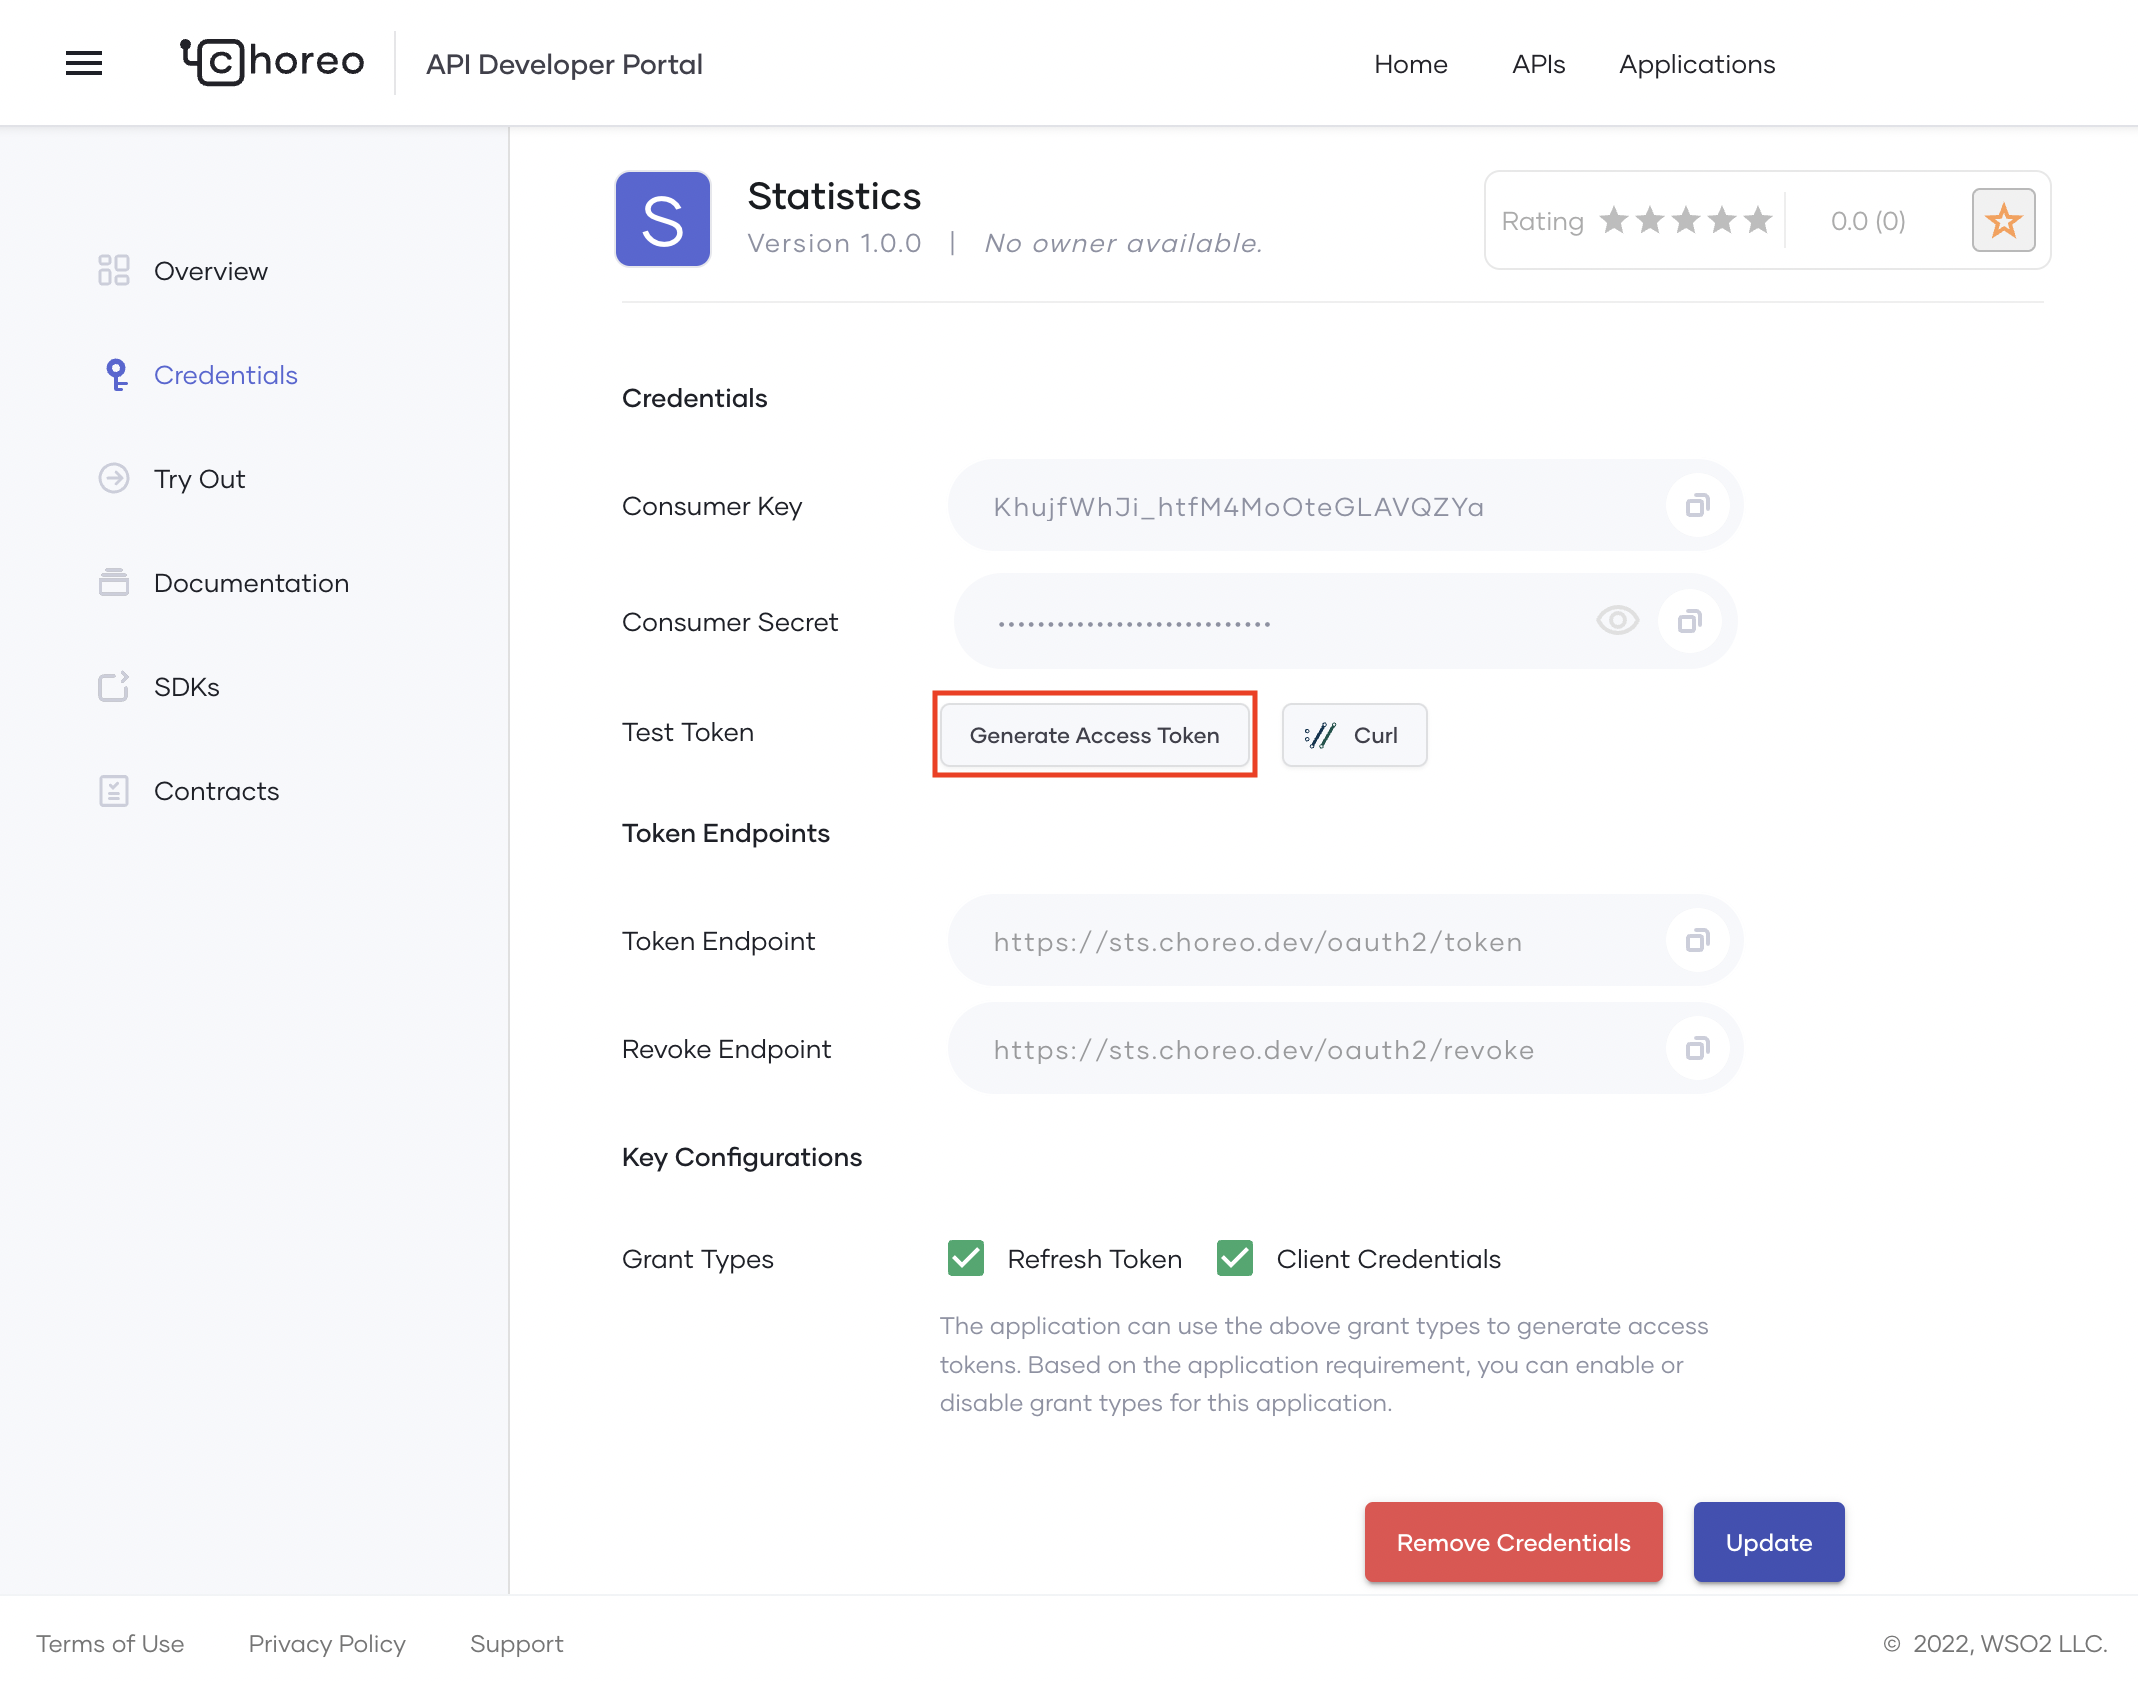 Choreo
API Developer Portal
Home
APIs
Applications
S
Statistics
Version 1.0.0 | No owner available.
Rating
0.0 (0)
Overview
Credentials
Try Out
Documentation
SDKs
Contracts
Credentials
Consumer Key
KhujfWhJi_htfM4MoOteGLAVQZYa
Consumer Secret
••••••••••••••••••••••••••••
Test Token
Generate Access Token
Curl
Token Endpoints
Token Endpoint
https://sts.choreo.dev/oauth2/token
Revoke Endpoint
https://sts.choreo.dev/oauth2/revoke
Key Configurations
Grant Types
Refresh Token
Client Credentials
The application can use the above grant types to generate access
tokens. Based on the application requirement, you can enable or
disable grant types for this application.
Remove Credentials
Update
Terms of Use
Privacy Policy
Support
© 2022, WSO2 LLC.